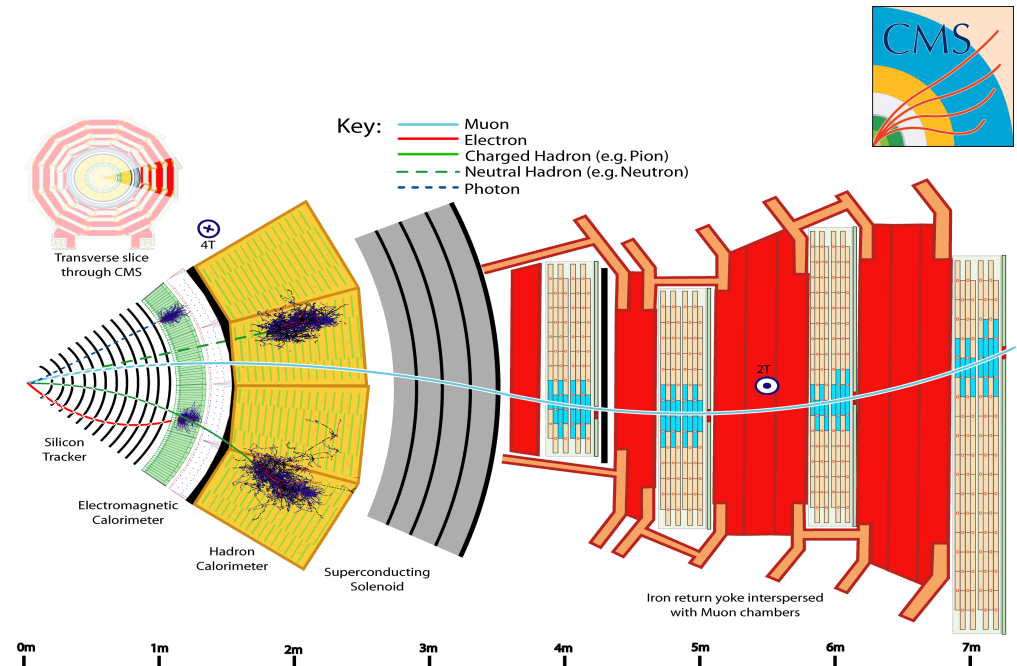 CMS
Key:
Muon
Electron
Charged Hadron (e.g. Pion)
Neutral Hadron (e.g. Neutron)
Photon
4T
Transverse slice
through CMS
2T
Silicon
Tracker
Electromagnetic
Calorimeter
Hadron
Calorimeter
Superconducting
Solenoid
Iron return yoke interspersed
with Muon chambers
0m 1m 2m 3m 4m 5m 6m 7m